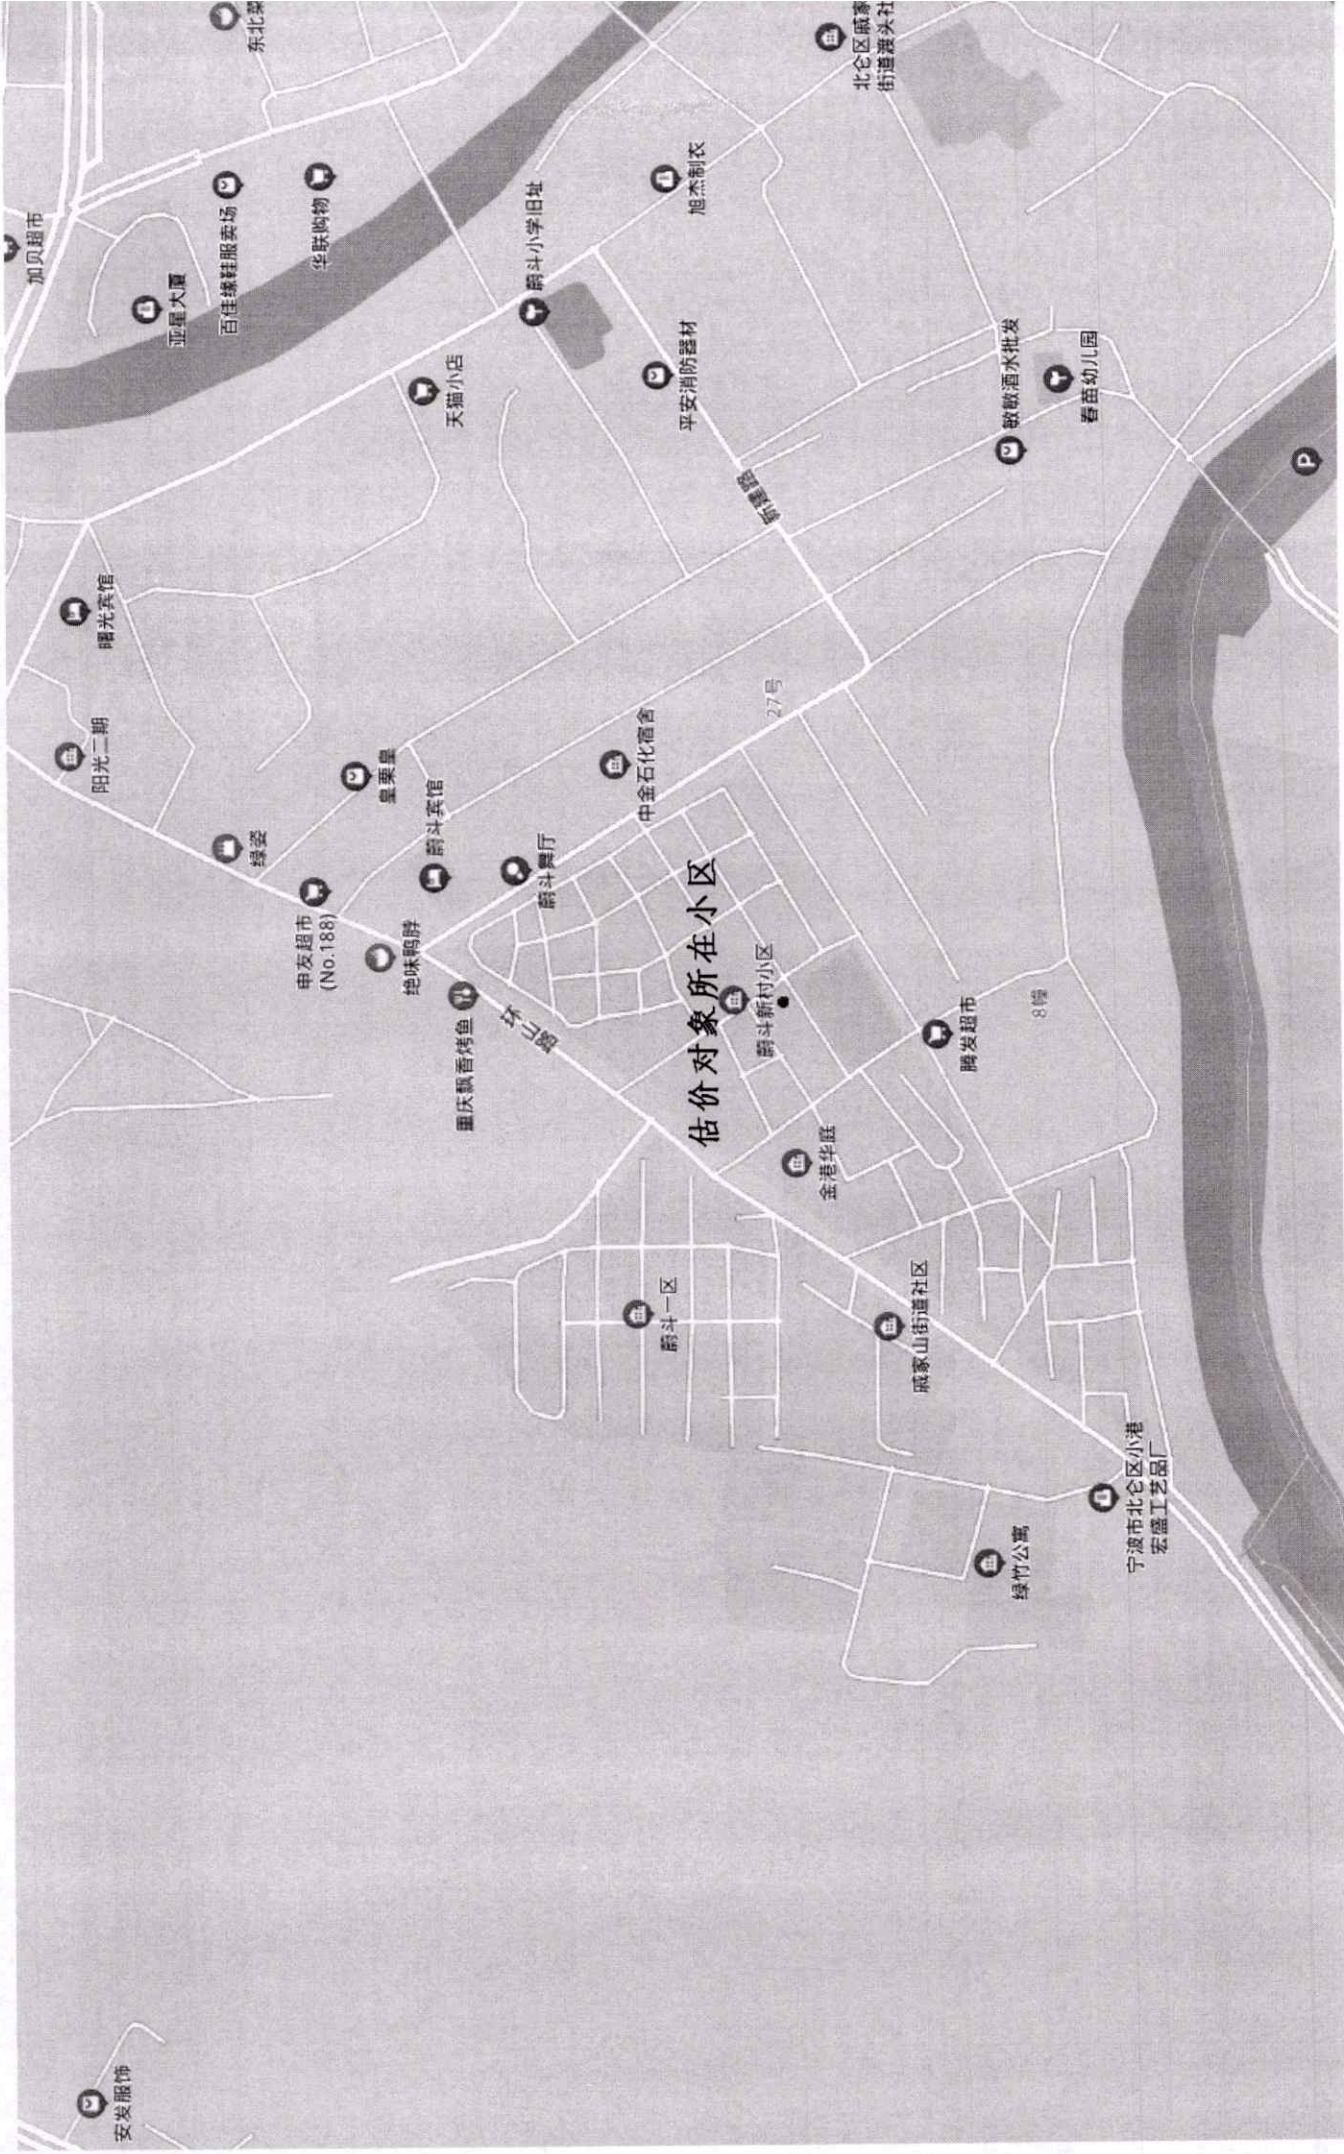 加贝超市
阳光二期
曙光宾馆
安发服饰
亚星大厦
百佳缘鞋服卖场
东北菜
绿姿
申友超市
(No.188)
华联购物
皇栗皇
绝味鸭脖
蔚斗宾馆
天猫小店
重庆飘香烤鱼
环山路
蔚斗小学旧址
蔚斗舞厅
中金石化宿舍
蔚斗一区
平安消防器材
旭杰制衣
估价对象所在小区
蔚斗新村小区
新建路
27号
金港华庭
北仑区戚家
街道渡头社
戚家山街道社区
腾发超市
敏敏酒水批发
绿竹公寓
8幢
春苗幼儿园
宁波市北仑区小港
宏盛工艺品厂
P